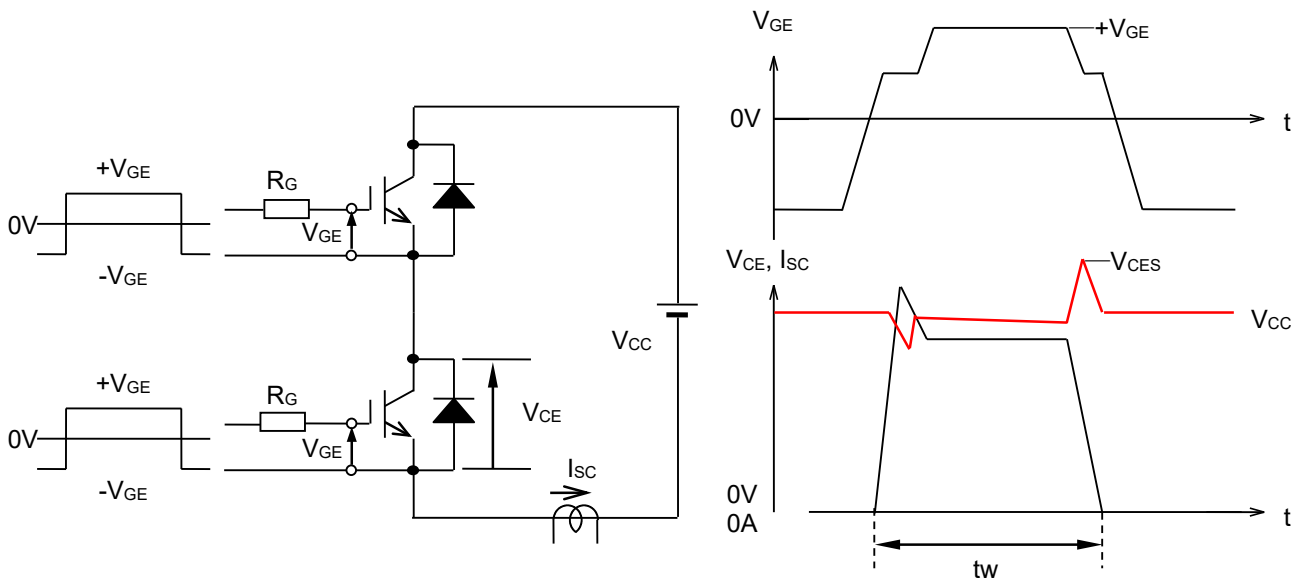 +VGE
0V
-VGE
RG
VGE
+VGE
0V
-VGE
RG
VGE
VCE
ISC
VCC
VGE
+VGE
0V
t
VCE, ISC
VCES
VCC
0V
0A
t
tw